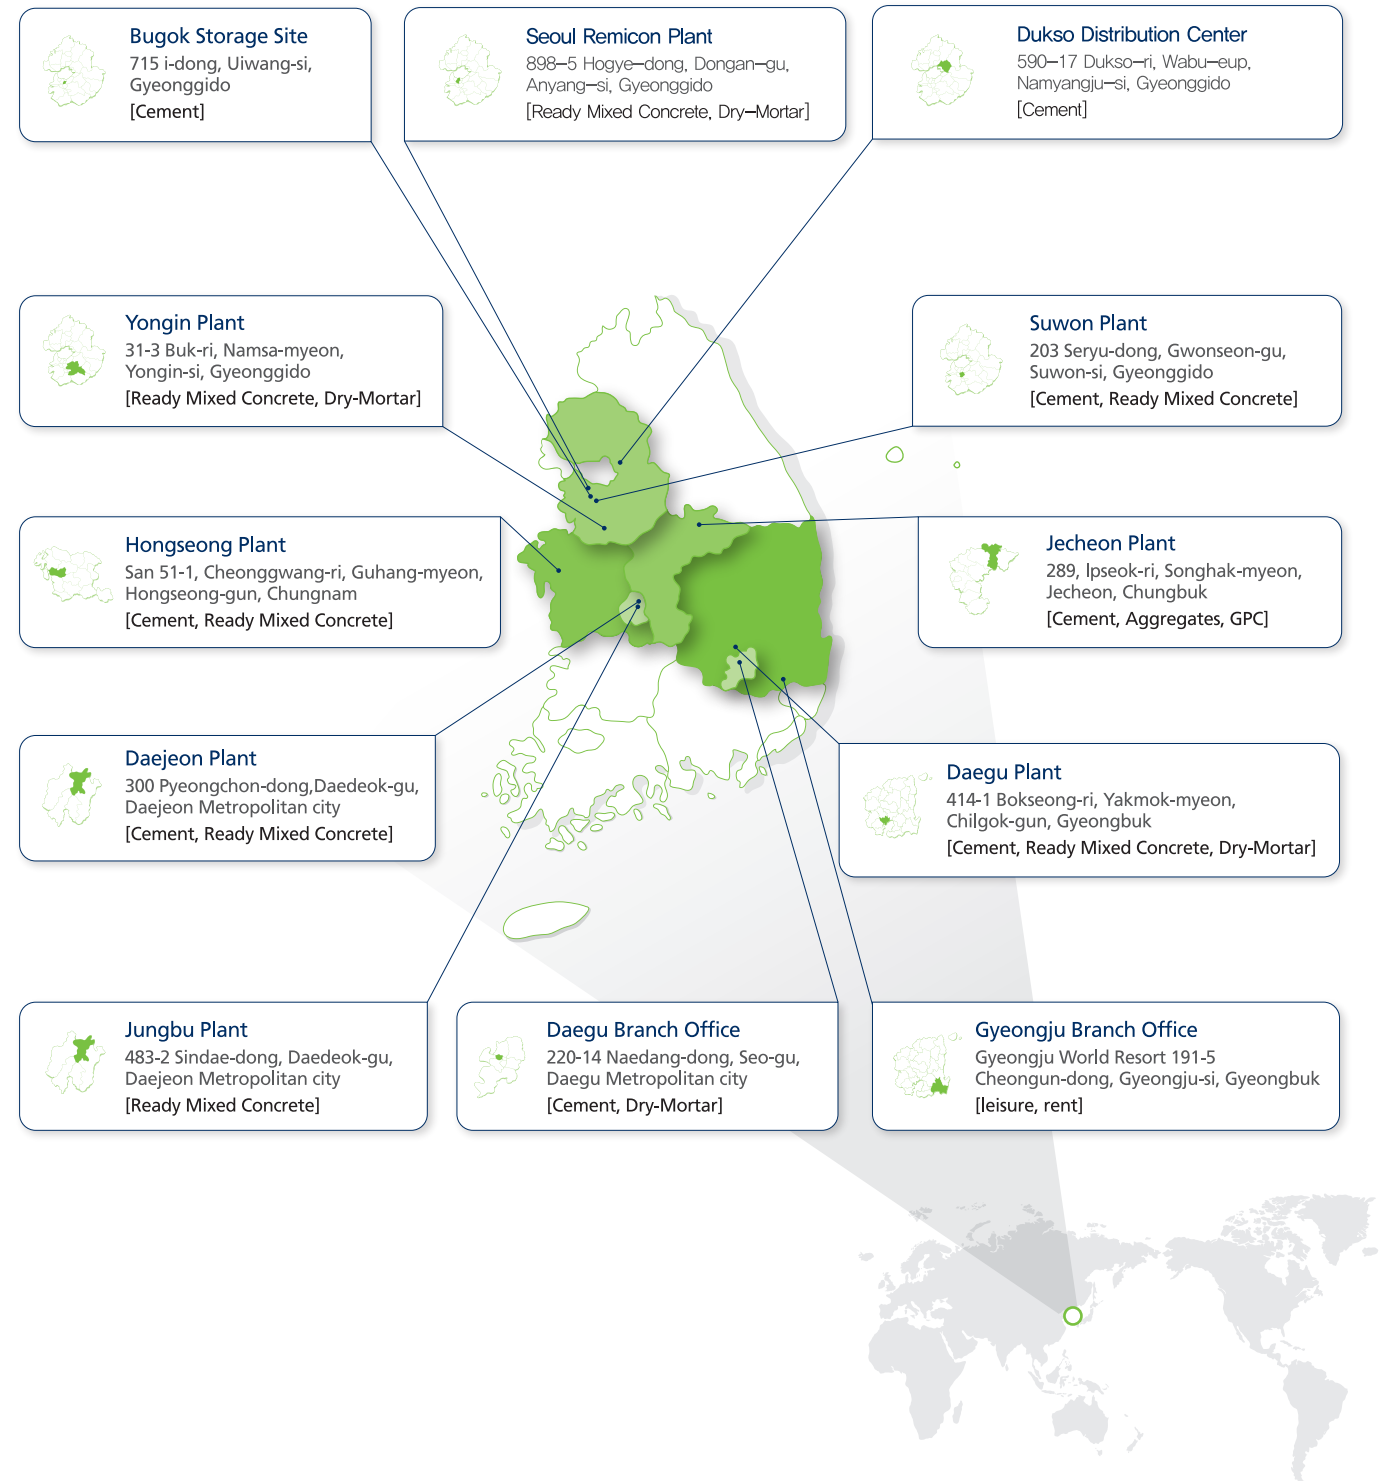 Bugok Storage Site
715 i-dong, Uiwang-si,
Gyeonggido
[Cement]
Seoul Remicon Plant
898–5 Hogye–dong, Dongan–gu,
Anyang–si, Gyeonggido
[Ready Mixed Concrete, Dry–Mortar]
Dukso Distribution Center
590–17 Dukso–ri, Wabu–eup,
Namyangju–si, Gyeonggido
[Cement]
Yongin Plant
31-3 Buk-ri, Namsa-myeon,
Yongin-si, Gyeonggido
[Ready Mixed Concrete, Dry-Mortar]
Suwon Plant
203 Seryu-dong, Gwonseon-gu,
Suwon-si, Gyeonggido
[Cement, Ready Mixed Concrete]
Hongseong Plant
San 51-1, Cheonggwang-ri, Guhang-myeon,
Hongseong-gun, Chungnam
[Cement, Ready Mixed Concrete]
Jecheon Plant
289, Ipseok-ri, Songhak-myeon,
Jecheon, Chungbuk
[Cement, Aggregates, GPC]
Daejeon Plant
300 Pyeongchon-dong,Daedeok-gu,
Daejeon Metropolitan city
[Cement, Ready Mixed Concrete]
Daegu Plant
414-1 Bokseong-ri, Yakmok-myeon,
Chilgok-gun, Gyeongbuk
[Cement, Ready Mixed Concrete, Dry-Mortar]
Jungbu Plant
483-2 Sindae-dong, Daedeok-gu,
Daejeon Metropolitan city
[Ready Mixed Concrete]
Daegu Branch Office
220-14 Naedang-dong, Seo-gu,
Daegu Metropolitan city
[Cement, Dry-Mortar]
Gyeongju Branch Office
Gyeongju World Resort 191-5
Cheongun-dong, Gyeongju-si, Gyeongbuk
[leisure, rent]